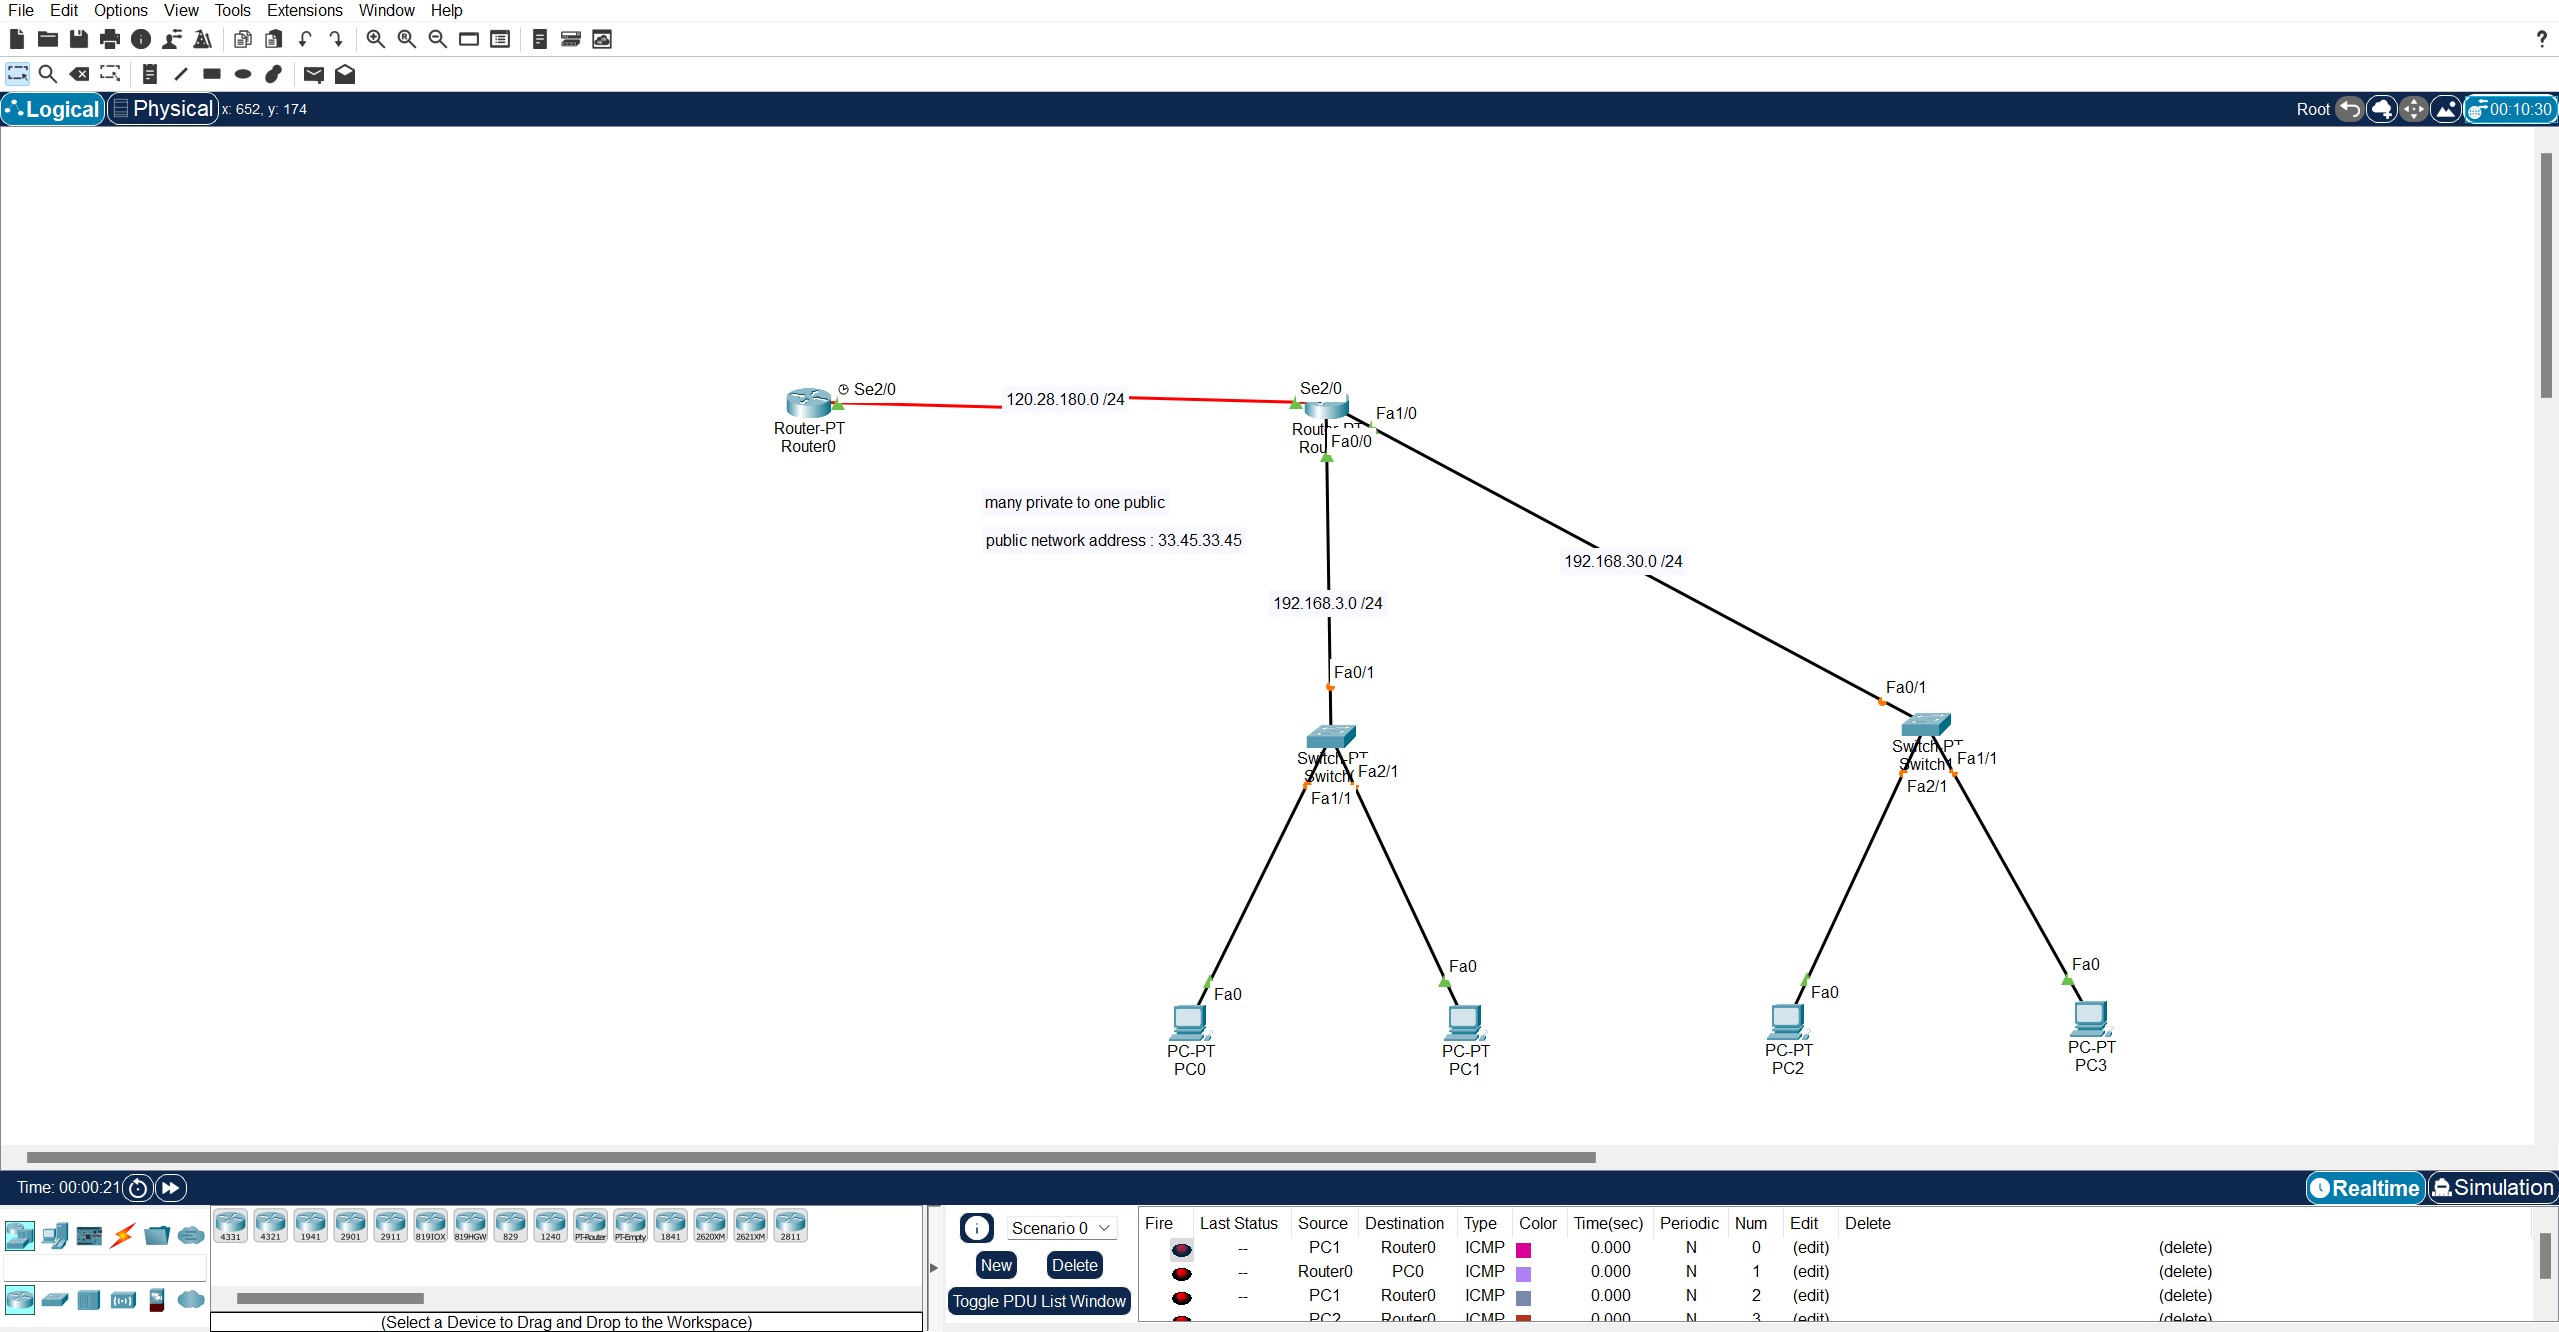 File Edit Options View Tools Extensions Window Help
Logical Physical x: 652, y: 174 Root 00:10:30
Se2/0 120.28.180.0 /24 Se2/0
Fa1/0
Router-PT
Router0
Fa0/0
many private to one public
public network address : 33.45.33.45
192.168.30.0 /24
192.168.3.0 /24
Fa0/1
Fa0/1
Switch-PT
Switch1
Fa1/1
Fa2/1
Switch-PT
Switch
Fa2/1
Fa1/1
Fa0
Fa0
Fa0
Fa0
PC-PT
PC0
PC-PT
PC1
PC-PT
PC2
PC-PT
PC3
Time: 00:00:21 Realtime Simulation
4331 4321 1941 2901 2911 819IOX 819HGW 829 1240 PT-Router PT-Empty 1841 2620XM 2621XM 2811
(Select a Device to Drag and Drop to the Workspace)
Scenario 0
New Delete
Toggle PDU List Window
Fire Last Status Source Destination Type Color Time(sec) Periodic Num Edit Delete
-- PC1 Router0 ICMP 0.000 N 0 (edit) (delete)
-- Router0 PC0 ICMP 0.000 N 1 (edit) (delete)
-- PC1 Router0 ICMP 0.000 N 2 (edit) (delete)
-- PC2 Router0 ICMP 0.000 N 3 (edit) (delete)